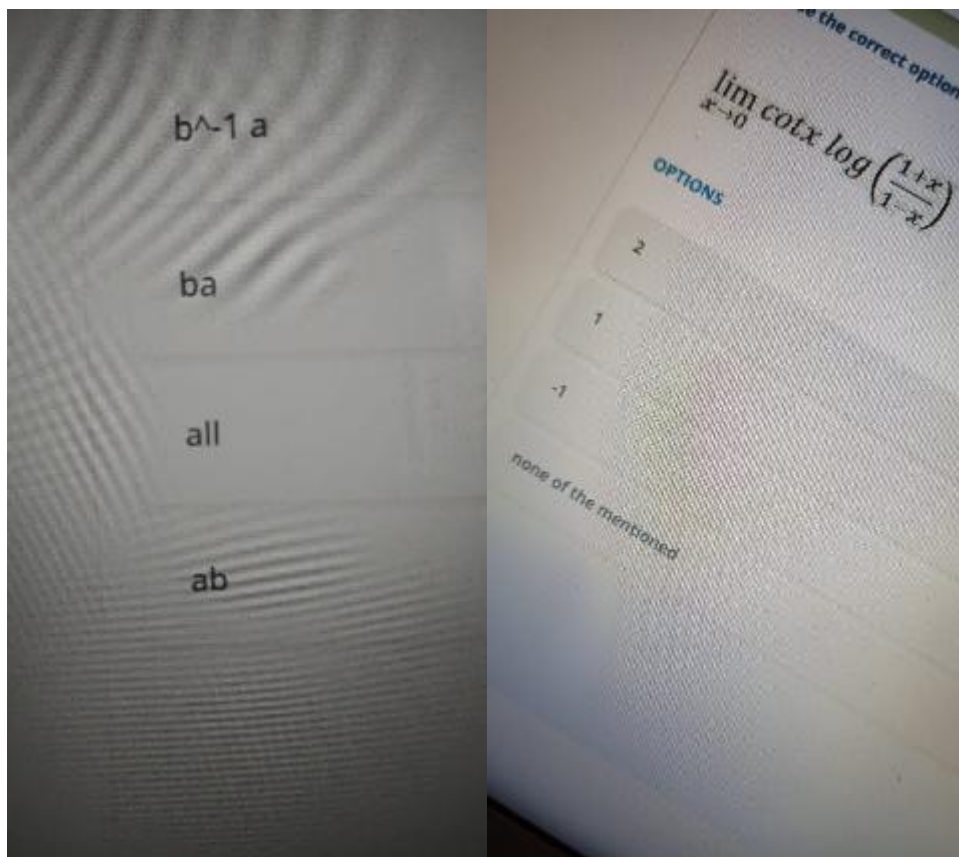 b^-1 a
ba
all
ab
the correct option
lim x→0 cotx log (1+x/1-x)
OPTIONS
2
1
-1
none of the mentioned